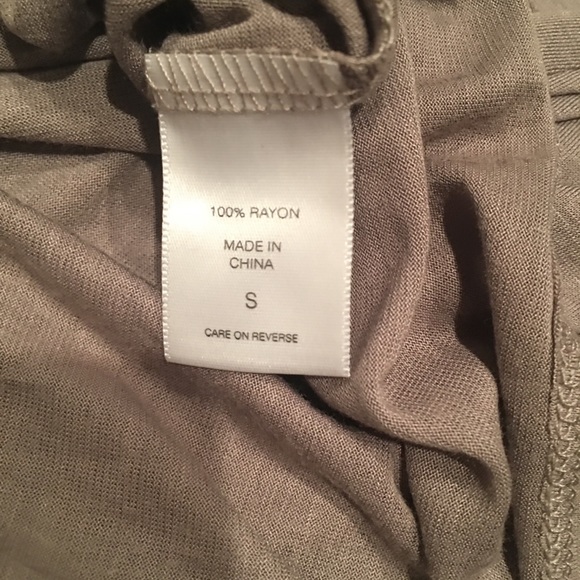 100% RAYON
MADE IN
CHINA
S
CARE ON REVERSE